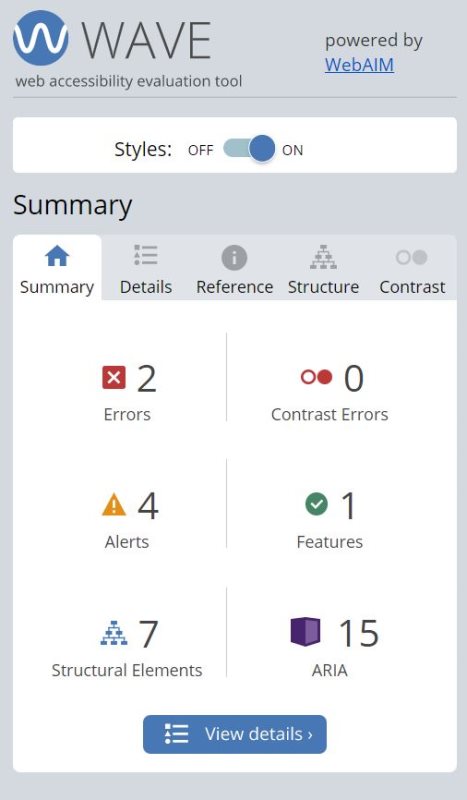 WAVE
web accessibility evaluation tool
powered by
WebAIM
Styles: OFF ON
Summary
Summary Details Reference Structure Contrast
2 0
Errors Contrast Errors
4 1
Alerts Features
7 15
Structural Elements ARIA
View details ›